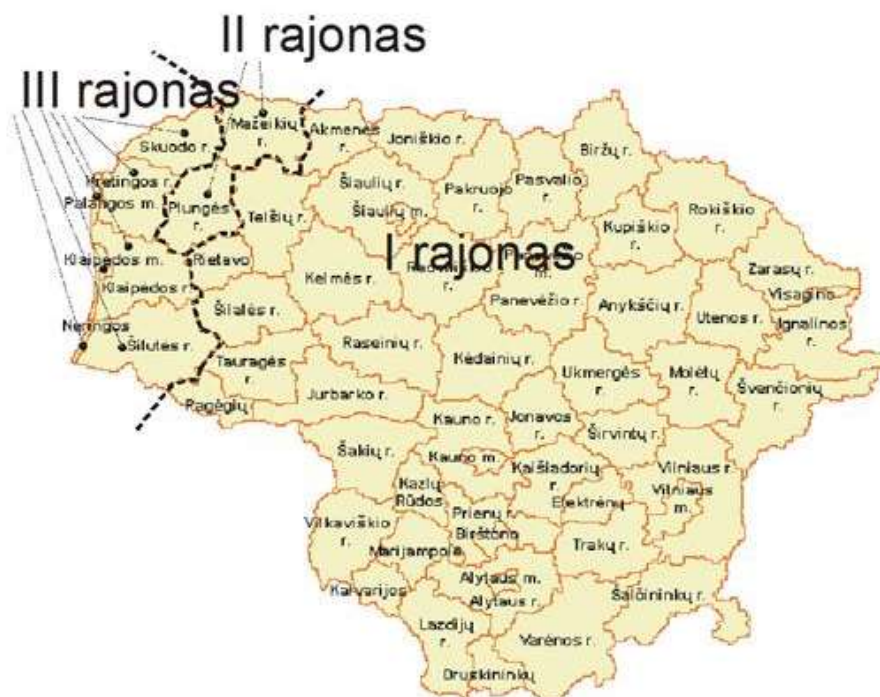 II rajonas
III rajonas
Mažeikių
r.
Akmenės
r.
Joniškio r.
Skuodo r.
Biržų r.
Kretingos r.
Palangos m.
Plungės
r.
Telšių r.
Šiaulių r.
Šiaulių m.
Pakruojo
r.
Pasvalio
r.
Rokiškio
r.
Kupiškio
r.
I rajonas
m.
Klaipėdos m.
Klaipėdos r.
Rietavo
Kelmės r.
Panevėžio r.
Anykščių r.
Zarasų r.
Visagino
Utenos r.
Ignalinos
r.
Neringos
Šilutės r.
Šilalės r.
Raseinių r.
Kėdainių r.
Tauragės
r.
Ukmergės
r.
Molėtų
r.
Švenčionių
r.
Pagėgių
Jurbarko r.
Kauno r.
Jonavos
r.
Širvintų r.
Šakių r.
Kauno m.
Kaišiadorių
r.
Vilniaus r.
Vilniaus
m.
Kazlų
Rūdos
Elektrėnų
Prienų r.
Birštono
Vilkaviškio
r.
Marijampolė
Trakų r.
Kalvarijos
Alytaus m.
Alytaus r.
Šalčininkų r.
Lazdijų
r.
Varėnos r.
Druskininkų